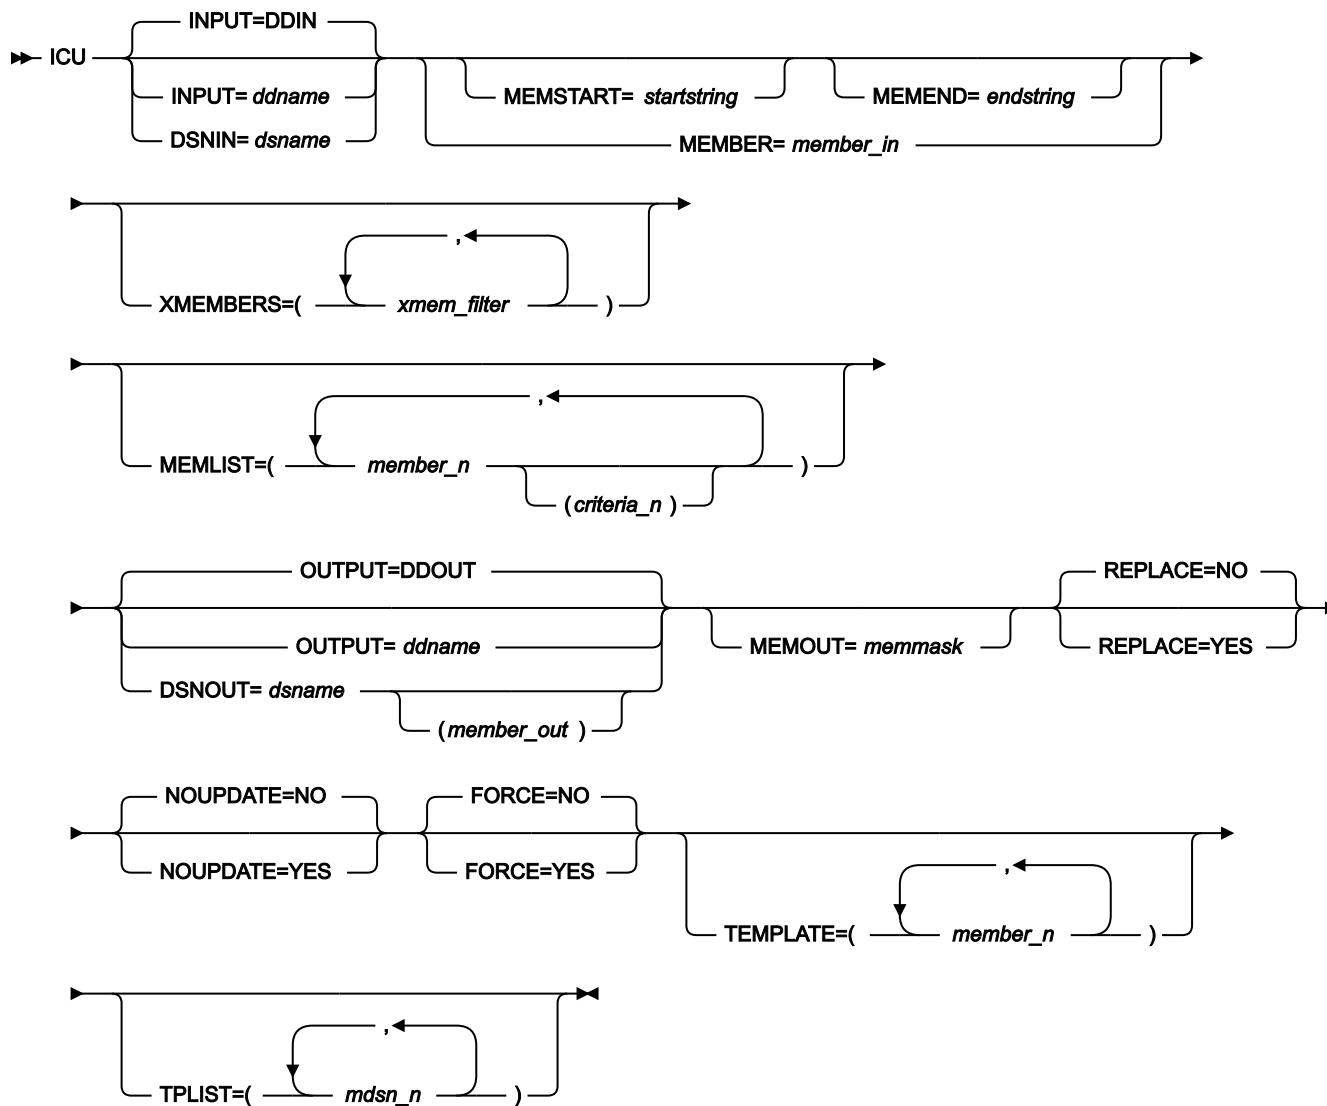 INPUT=DDIN
ICU
INPUT= ddname
MEMSTART= startstring
MEMEND= endstring
DSNIN= dsname
MEMBER= member_in
,
XMEMBERS=( xmem_filter )
,
MEMLIST=( member_n )
(criteria_n )
OUTPUT=DDOUT
REPLACE=NO
OUTPUT= ddname
MEMOUT= memmask
REPLACE=YES
DSNOUT= dsname
(member_out )
NOUPDATE=NO
FORCE=NO
NOUPDATE=YES
FORCE=YES
,
TEMPLATE=( member_n )
,
TPLIST=( mdsn_n )